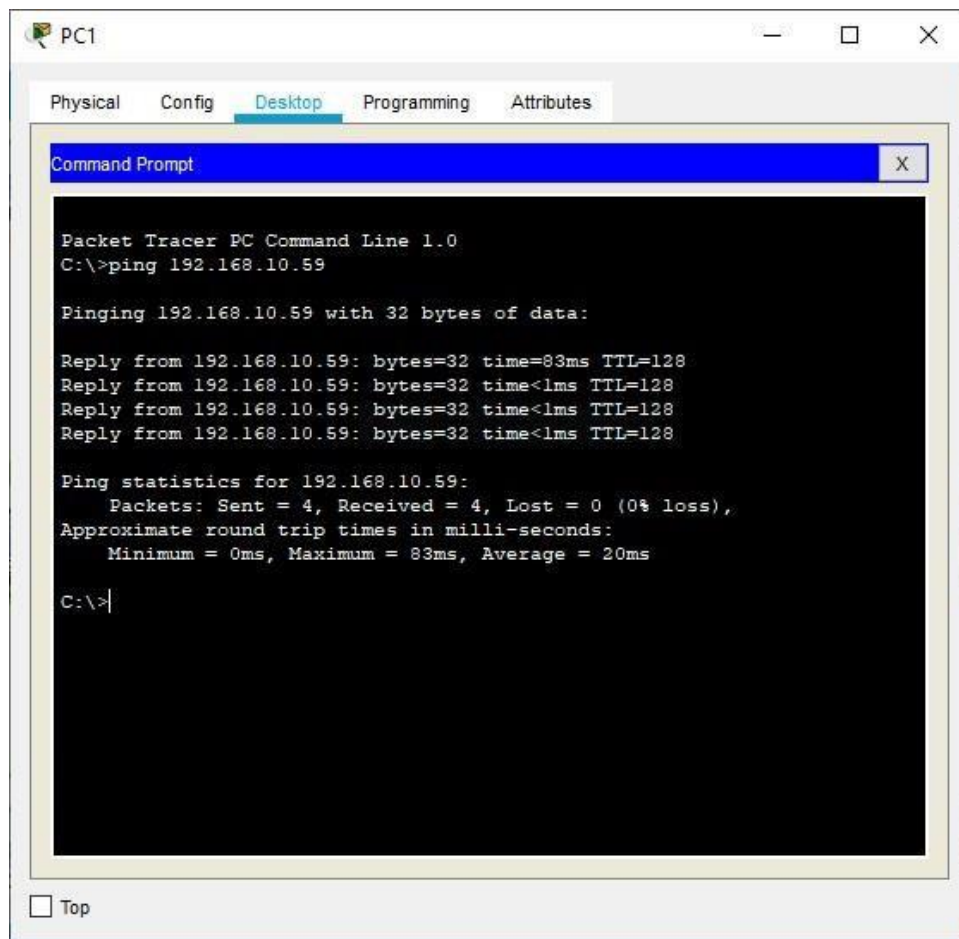 PC1
Physical Config Desktop Programming Attributes
Command Prompt X
Packet Tracer PC Command Line 1.0
C:\>ping 192.168.10.59
Pinging 192.168.10.59 with 32 bytes of data:
Reply from 192.168.10.59: bytes=32 time=83ms TTL=128
Reply from 192.168.10.59: bytes=32 time<1ms TTL=128
Reply from 192.168.10.59: bytes=32 time<1ms TTL=128
Reply from 192.168.10.59: bytes=32 time<1ms TTL=128
Ping statistics for 192.168.10.59:
Packets: Sent = 4, Received = 4, Lost = 0 (0% loss),
Approximate round trip times in milli-seconds:
Minimum = 0ms, Maximum = 83ms, Average = 20ms
C:\>
Top